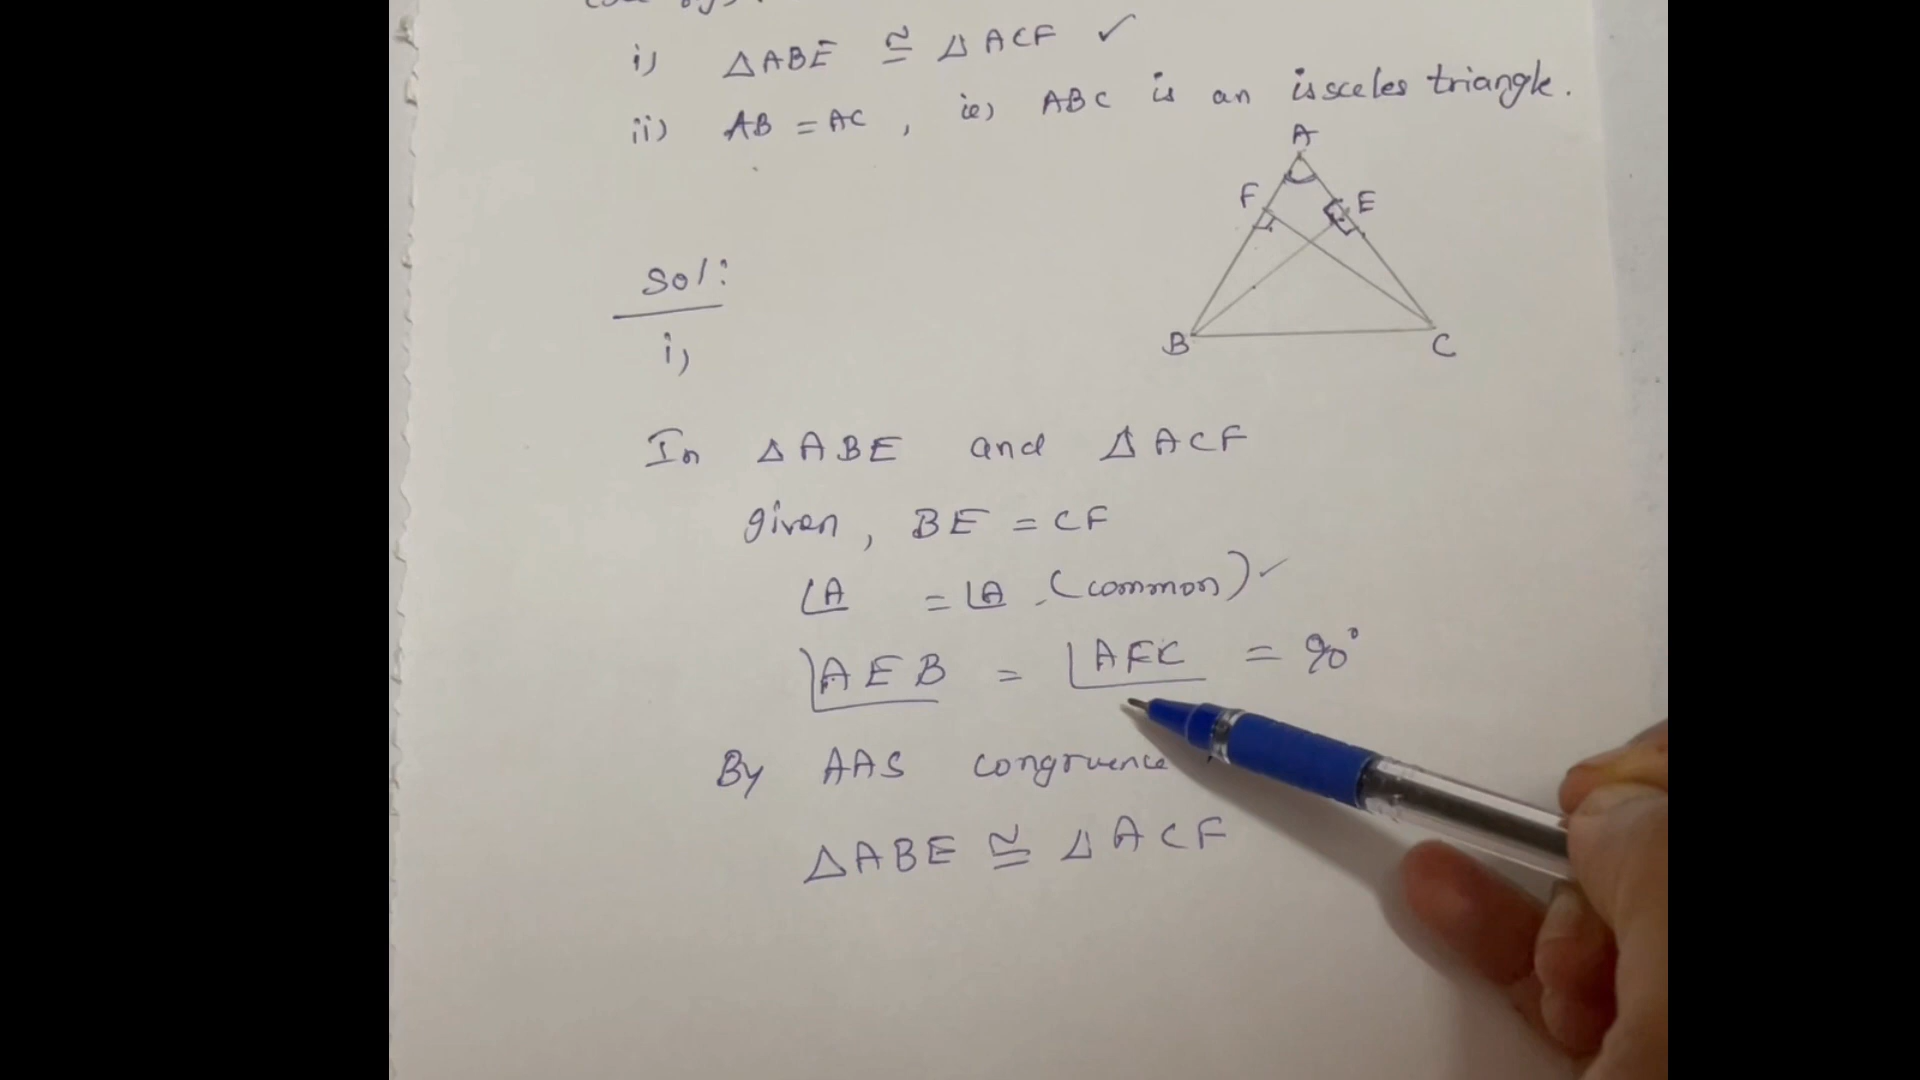 i) △ABE ≅ △ACF ✓
ii) AB = AC, ie) ABC is an issceles triangle.
A
F
E
B
C
Sol:
i)
In △ABE and △ACF
given, BE = CF
∠A = ∠A (common) ✓
∠AEB = ∠AFC = 90°
By AAS congruence
△ABE ≅ △ACF